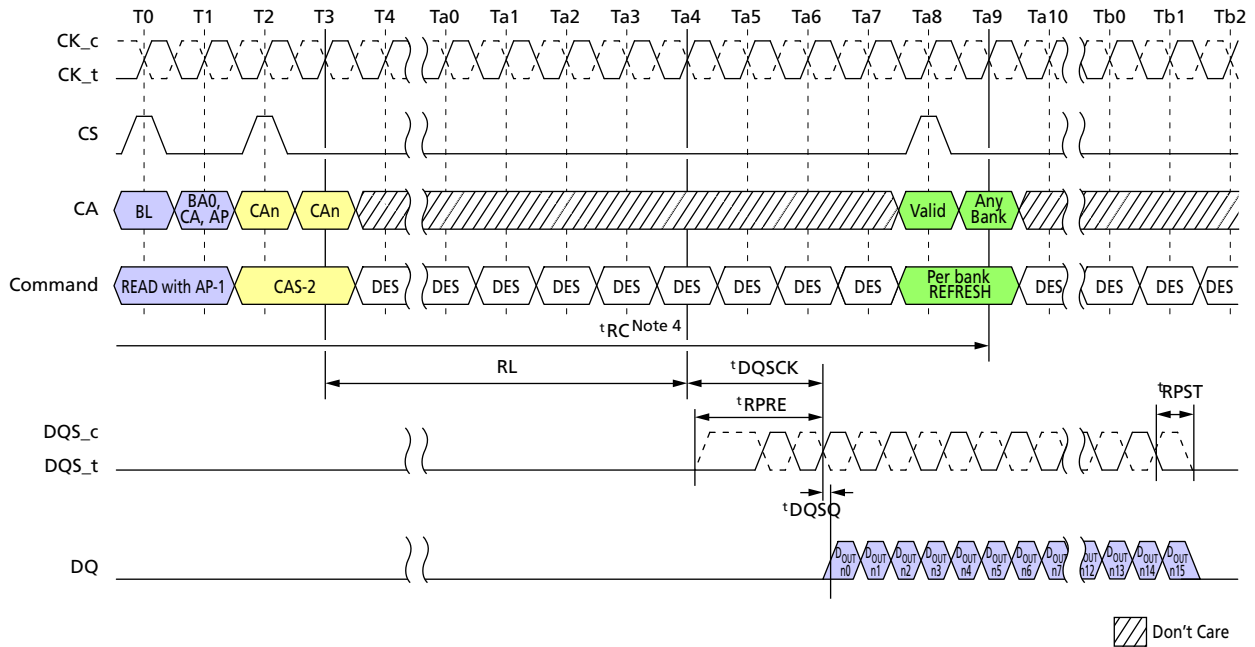 T0 T1 T2 T3 T4 Ta0 Ta1 Ta2 Ta3 Ta4 Ta5 Ta6 Ta7 Ta8 Ta9 Ta10 Tb0 Tb1 Tb2
CK_c
CK_t
CS
CA BL BA0, CA, AP CAn CAn Valid Any Bank
Command READ with AP-1 CAS-2 DES DES DES DES DES DES DES DES DES Per bank REFRESH DES DES DES DES
tRC Note 4
RL tDQSCK
tRPRE tRPST
DQS_c
DQS_t
tDQSQ
DQ DOUT n0 DOUT n1 DOUT n2 DOUT n3 DOUT n4 DOUT n5 DOUT n6 DOUT n7 DOUT n12 DOUT n13 DOUT n14 DOUT n15
Don't Care